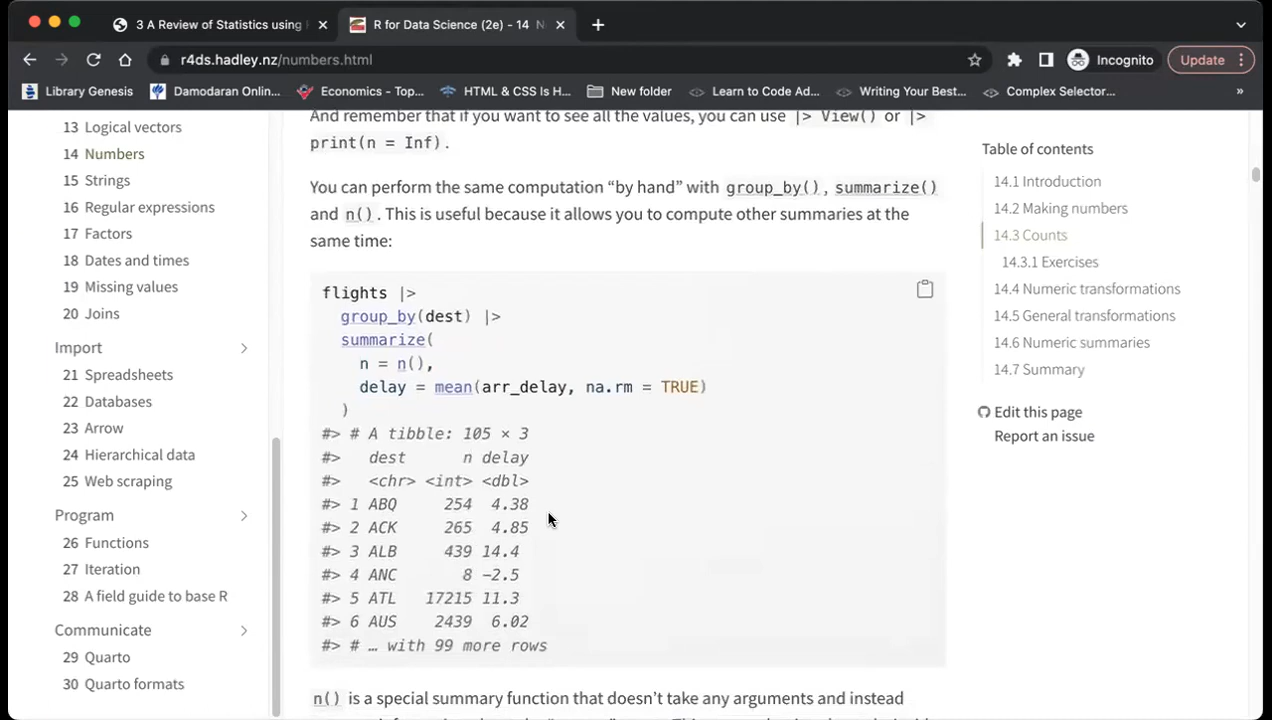 3 A Review of Statistics using
R for Data Science (2e) - 14 N
r4ds.hadley.nz/numbers.html
Incognito
Update
Library Genesis
Damodaran Onlin...
Economics - Top...
HTML & CSS Is H...
New folder
Learn to Code Ad...
Writing Your Best...
Complex Selector...
»
13 Logical vectors
14 Numbers
15 Strings
16 Regular expressions
17 Factors
18 Dates and times
19 Missing values
20 Joins
Import
21 Spreadsheets
22 Databases
23 Arrow
24 Hierarchical data
25 Web scraping
Program
26 Functions
27 Iteration
28 A field guide to base R
Communicate
29 Quarto
30 Quarto formats
And remember that if you want to see all the values, you can use |> View() or |>
print(n = Inf).
You can perform the same computation “by hand” with group_by(), summarize()
and n(). This is useful because it allows you to compute other summaries at the
same time:
flights |>
group_by(dest) |>
summarize(
n = n(),
delay = mean(arr_delay, na.rm = TRUE)
)
#> # A tibble: 105 × 3
#> dest n delay
#> <chr> <int> <dbl>
#> 1 ABQ 254 4.38
#> 2 ACK 265 4.85
#> 3 ALB 439 14.4
#> 4 ANC 8 -2.5
#> 5 ATL 17215 11.3
#> 6 AUS 2439 6.02
#> # … with 99 more rows
n() is a special summary function that doesn’t take any arguments and instead
Table of contents
14.1 Introduction
14.2 Making numbers
14.3 Counts
14.3.1 Exercises
14.4 Numeric transformations
14.5 General transformations
14.6 Numeric summaries
14.7 Summary
Edit this page
Report an issue